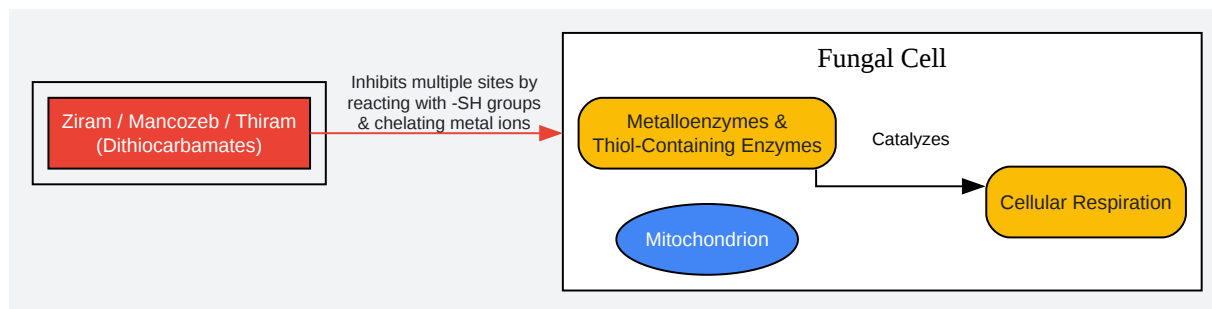 Fungal Cell
Inhibits multiple sites by
reacting with -SH groups
& chelating metal ions
Ziram / Mancozeb / Thiram
(Dithiocarbamates)
Metalloenzymes &
Thiol-Containing Enzymes
Catalyzes
Cellular Respiration
Mitochondrion